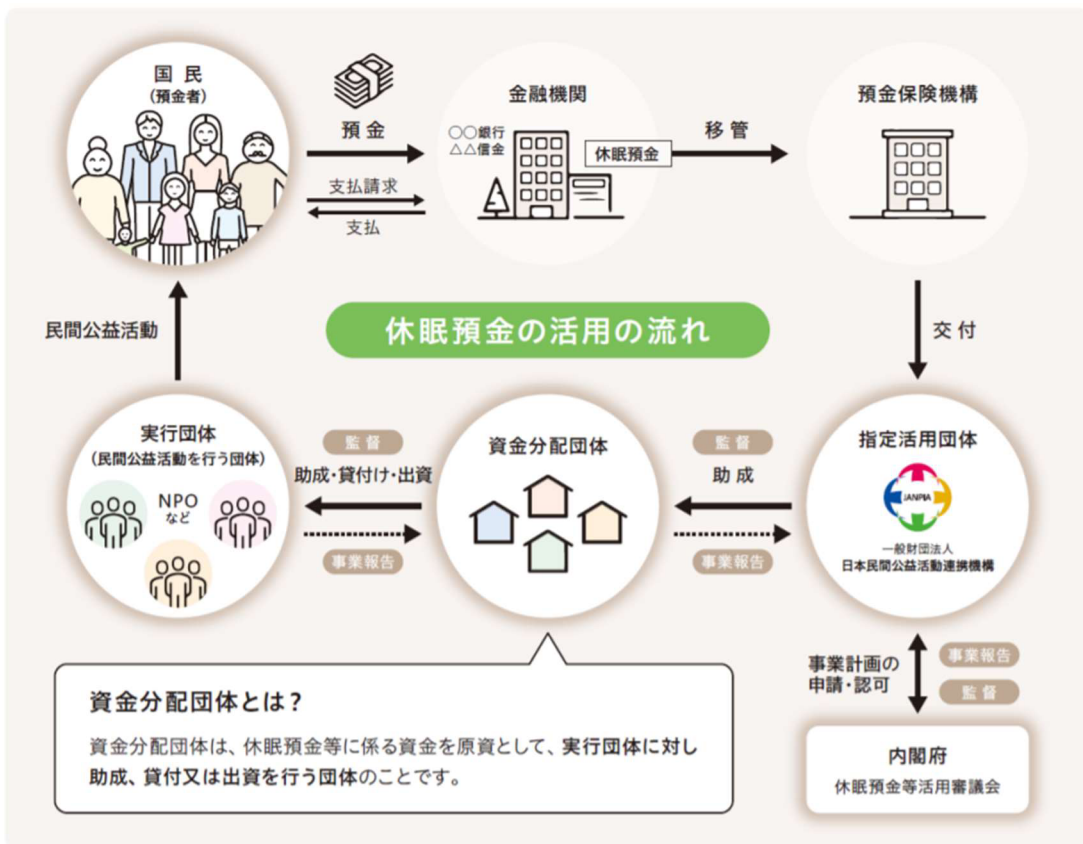 国民
(預金者)
預金
支払請求
支払
金融機関
○○銀行
△△信金
休眠預金
移管
預金保険機構
民間公益活動
休眠預金の活用の流れ
交付
実行団体
(民間公益活動を行う団体)
NPO
など
監督
助成・貸付け・出資
事業報告
資金分配団体
監督
助成
事業報告
指定活用団体
JANPIA
一般財団法人
日本民間公益活動連携機構
資金分配団体とは？
資金分配団体は、休眠預金等に係る資金を原資として、実行団体に対し
助成、貸付又は出資を行う団体のことです。
事業計画の
申請・認可
事業報告
監督
内閣府
休眠預金等活用審議会